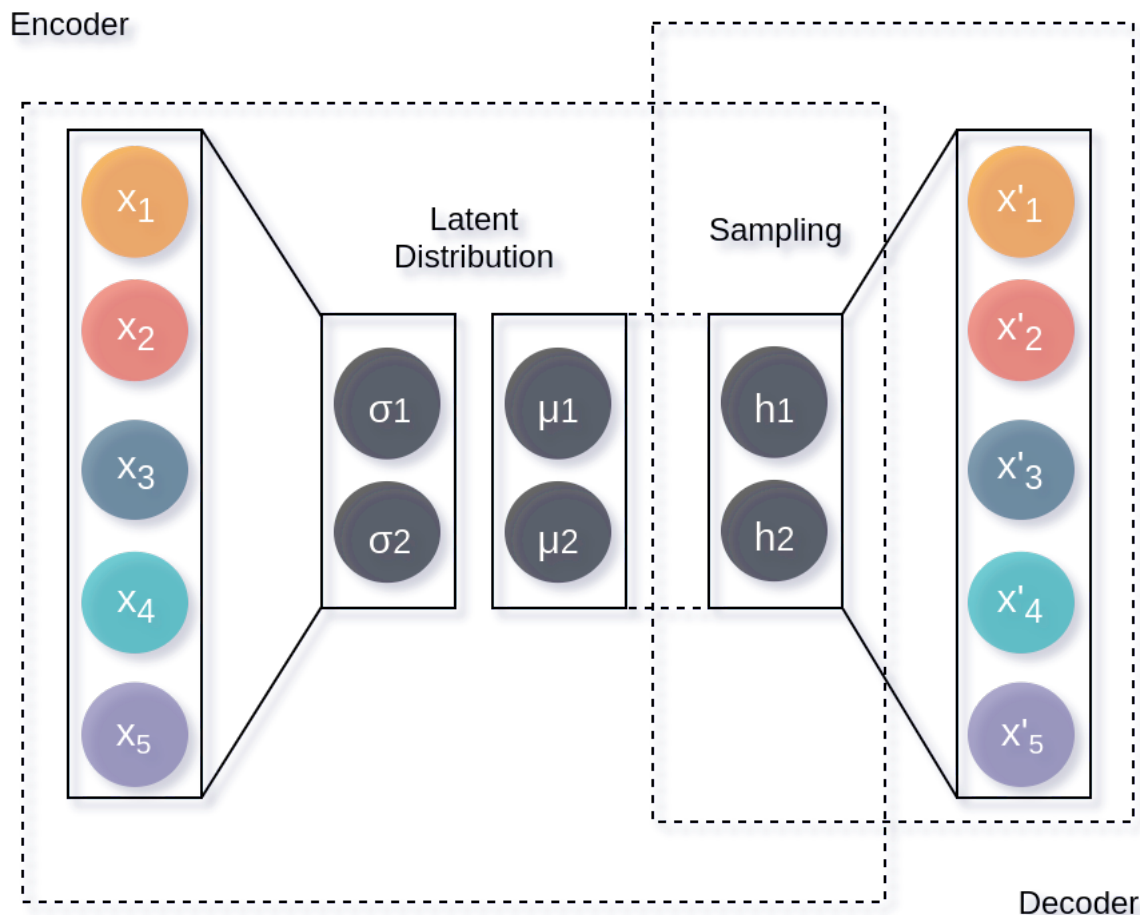 Encoder
x1
x2
x3
x4
x5
Latent
Distribution
σ1
σ2
μ1
μ2
Sampling
h1
h2
x'1
x'2
x'3
x'4
x'5
Decoder